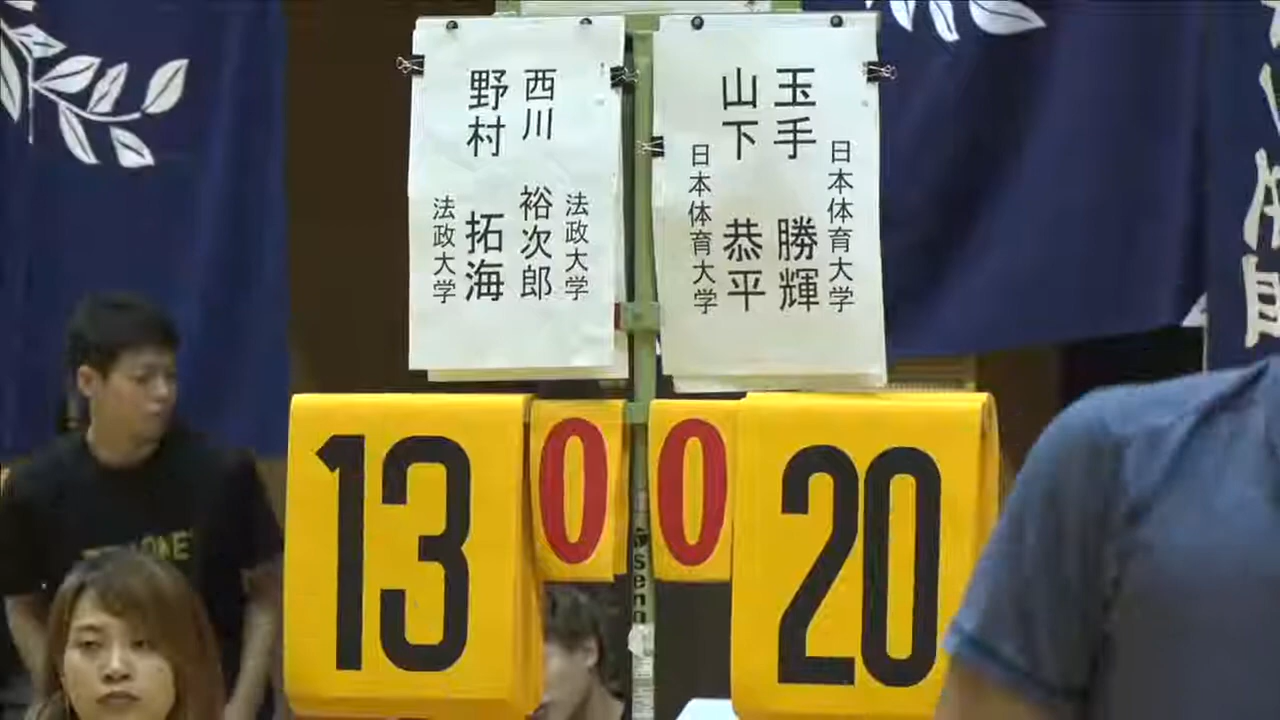 西川 裕次郎
法政大学
野村 拓海
法政大学
玉手 勝輝
日本体育大学
山下 恭平
日本体育大学
13
0
0
20